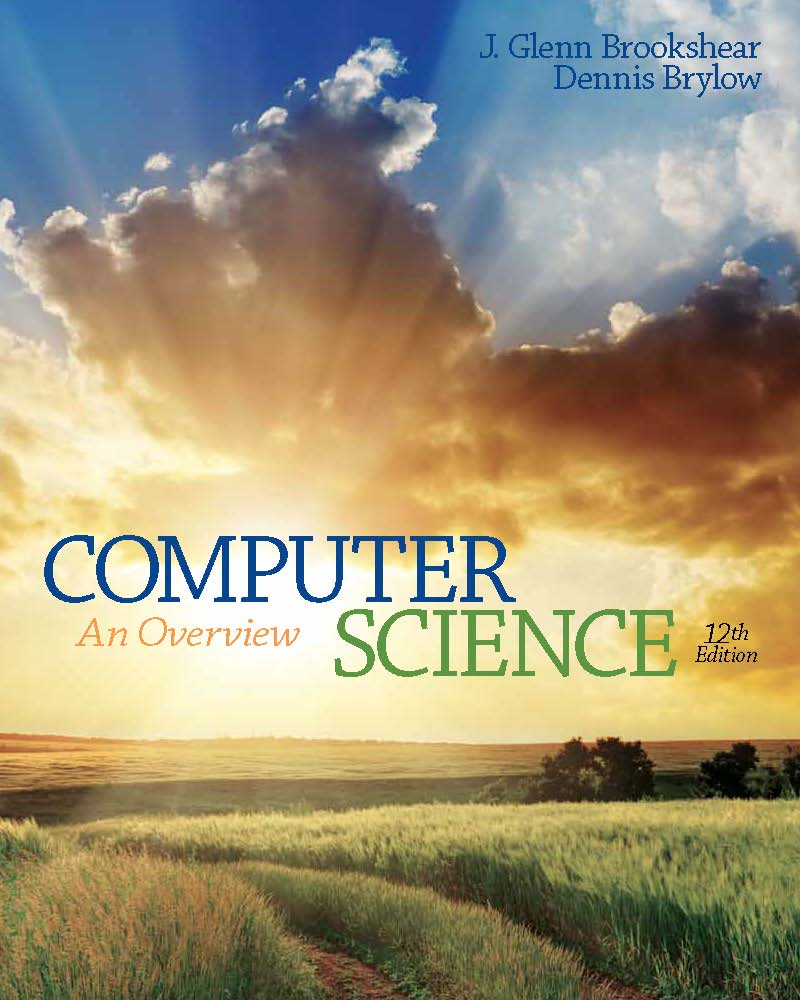 J. Glenn Brookshear
Dennis Brylow
COMPUTER
An Overview
SCIENCE
12th
Edition